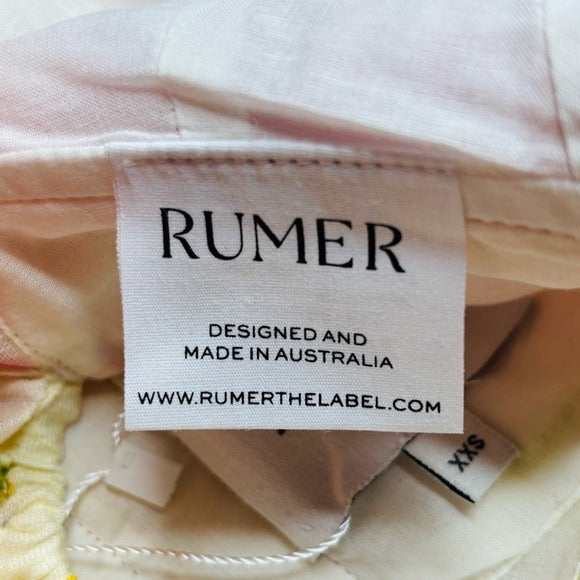 RUMER
DESIGNED AND
MADE IN AUSTRALIA
WWW.RUMERTHELABEL.COM
XXS